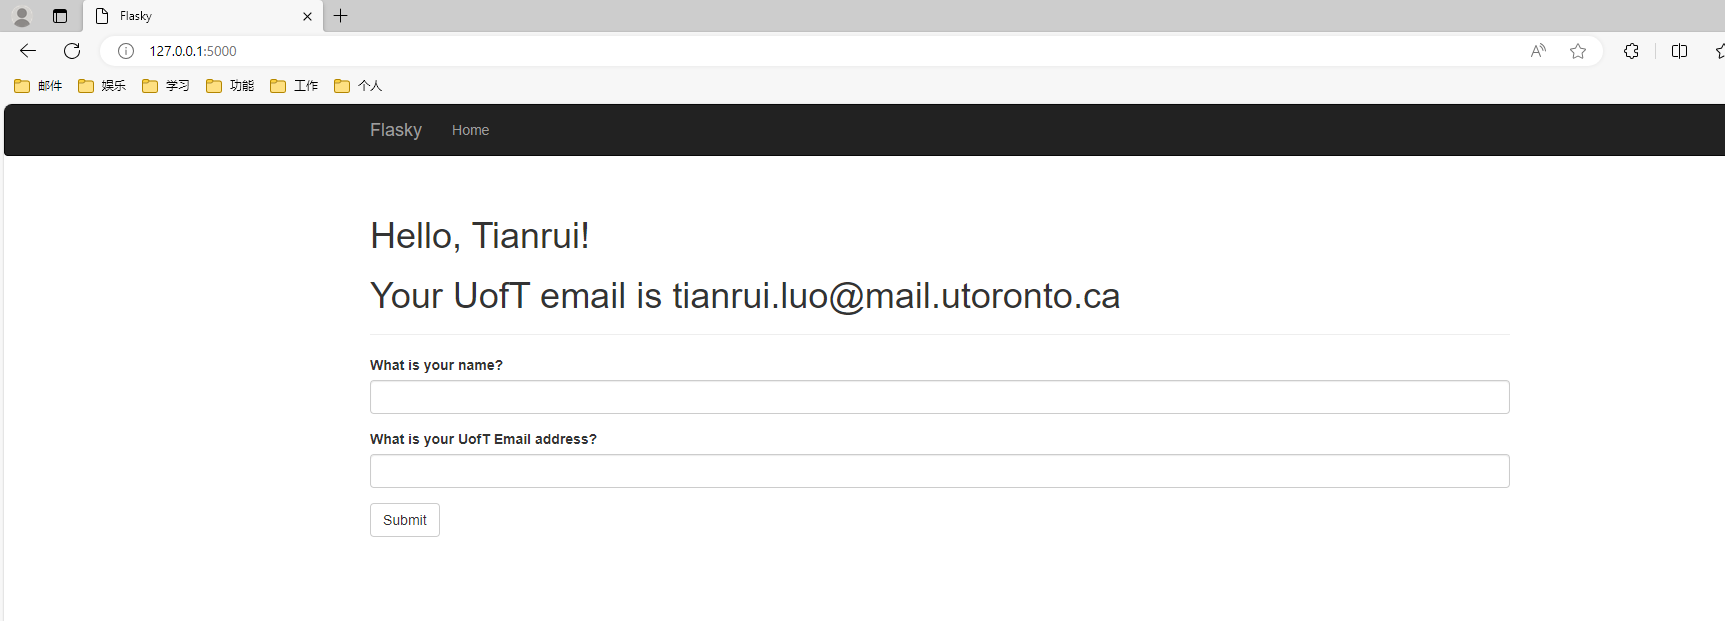 Flasky
127.0.0.1:5000
邮件 娱乐 学习 功能 工作 个人
Flasky Home
Hello, Tianrui!
Your UofT email is tianrui.luo@mail.utoronto.ca
What is your name?
What is your UofT Email address?
Submit